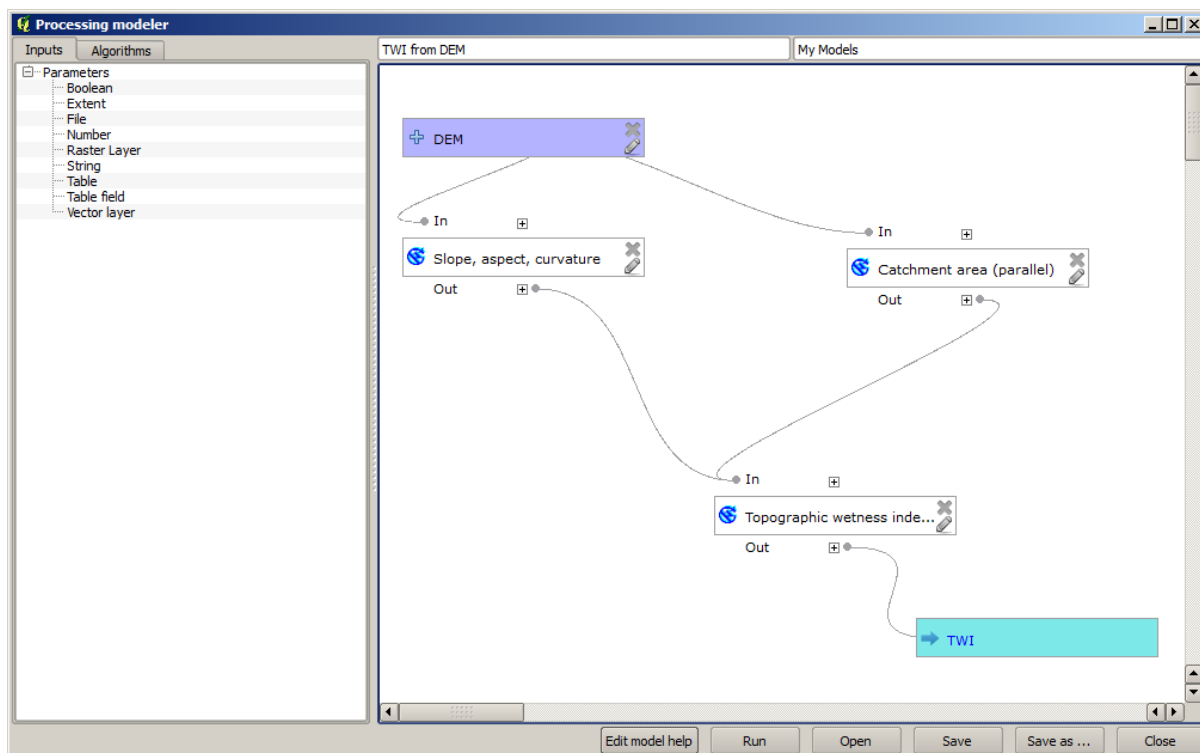 Processing modeler
Inputs
Algorithms
Parameters
Boolean
Extent
File
Number
Raster Layer
String
Table
Table field
Vector layer
TWI from DEM
My Models
DEM
In
Slope, aspect, curvature
Out
In
Catchment area (parallel)
Out
In
Topographic wetness inde...
Out
TWI
Edit model help
Run
Open
Save
Save as ...
Close